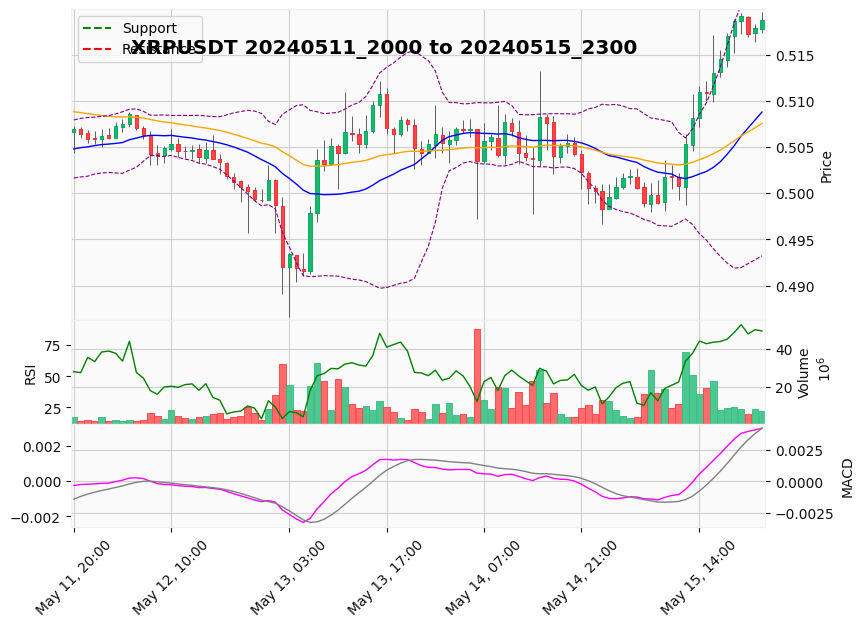 Support
Resistance
XRPUSDT 20240511_2000 to 20240515_2300
0.515
0.510
0.505
0.500
0.495
0.490
Price
75
50
25
RSI
40
20
Volume
10^6
0.002
0.000
−0.002
0.0025
0.0000
−0.0025
MACD
May 11, 20:00
May 12, 10:00
May 13, 03:00
May 13, 17:00
May 14, 07:00
May 14, 21:00
May 15, 14:00